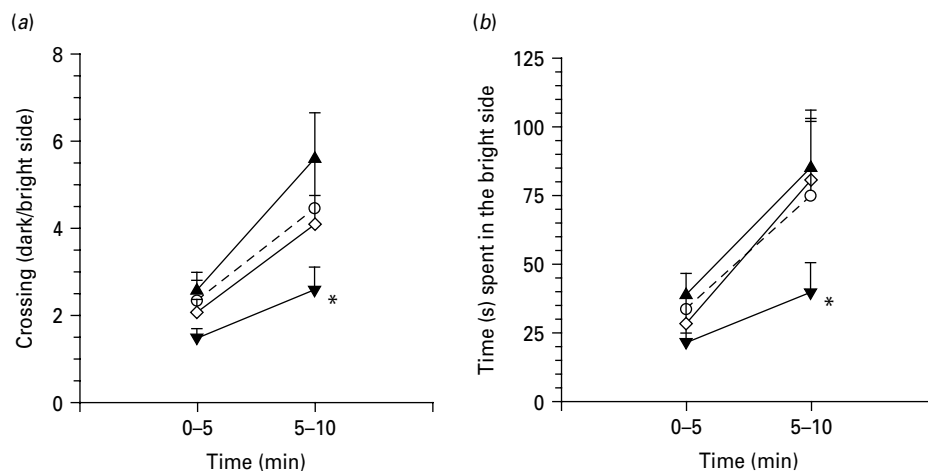 (a)
8
6
4
2
0
Crossing (dark/bright side)
*
0–5 5–10
Time (min)
(b)
125
100
75
50
25
0
Time (s) spent in the bright side
*
0–5 5–10
Time (min)